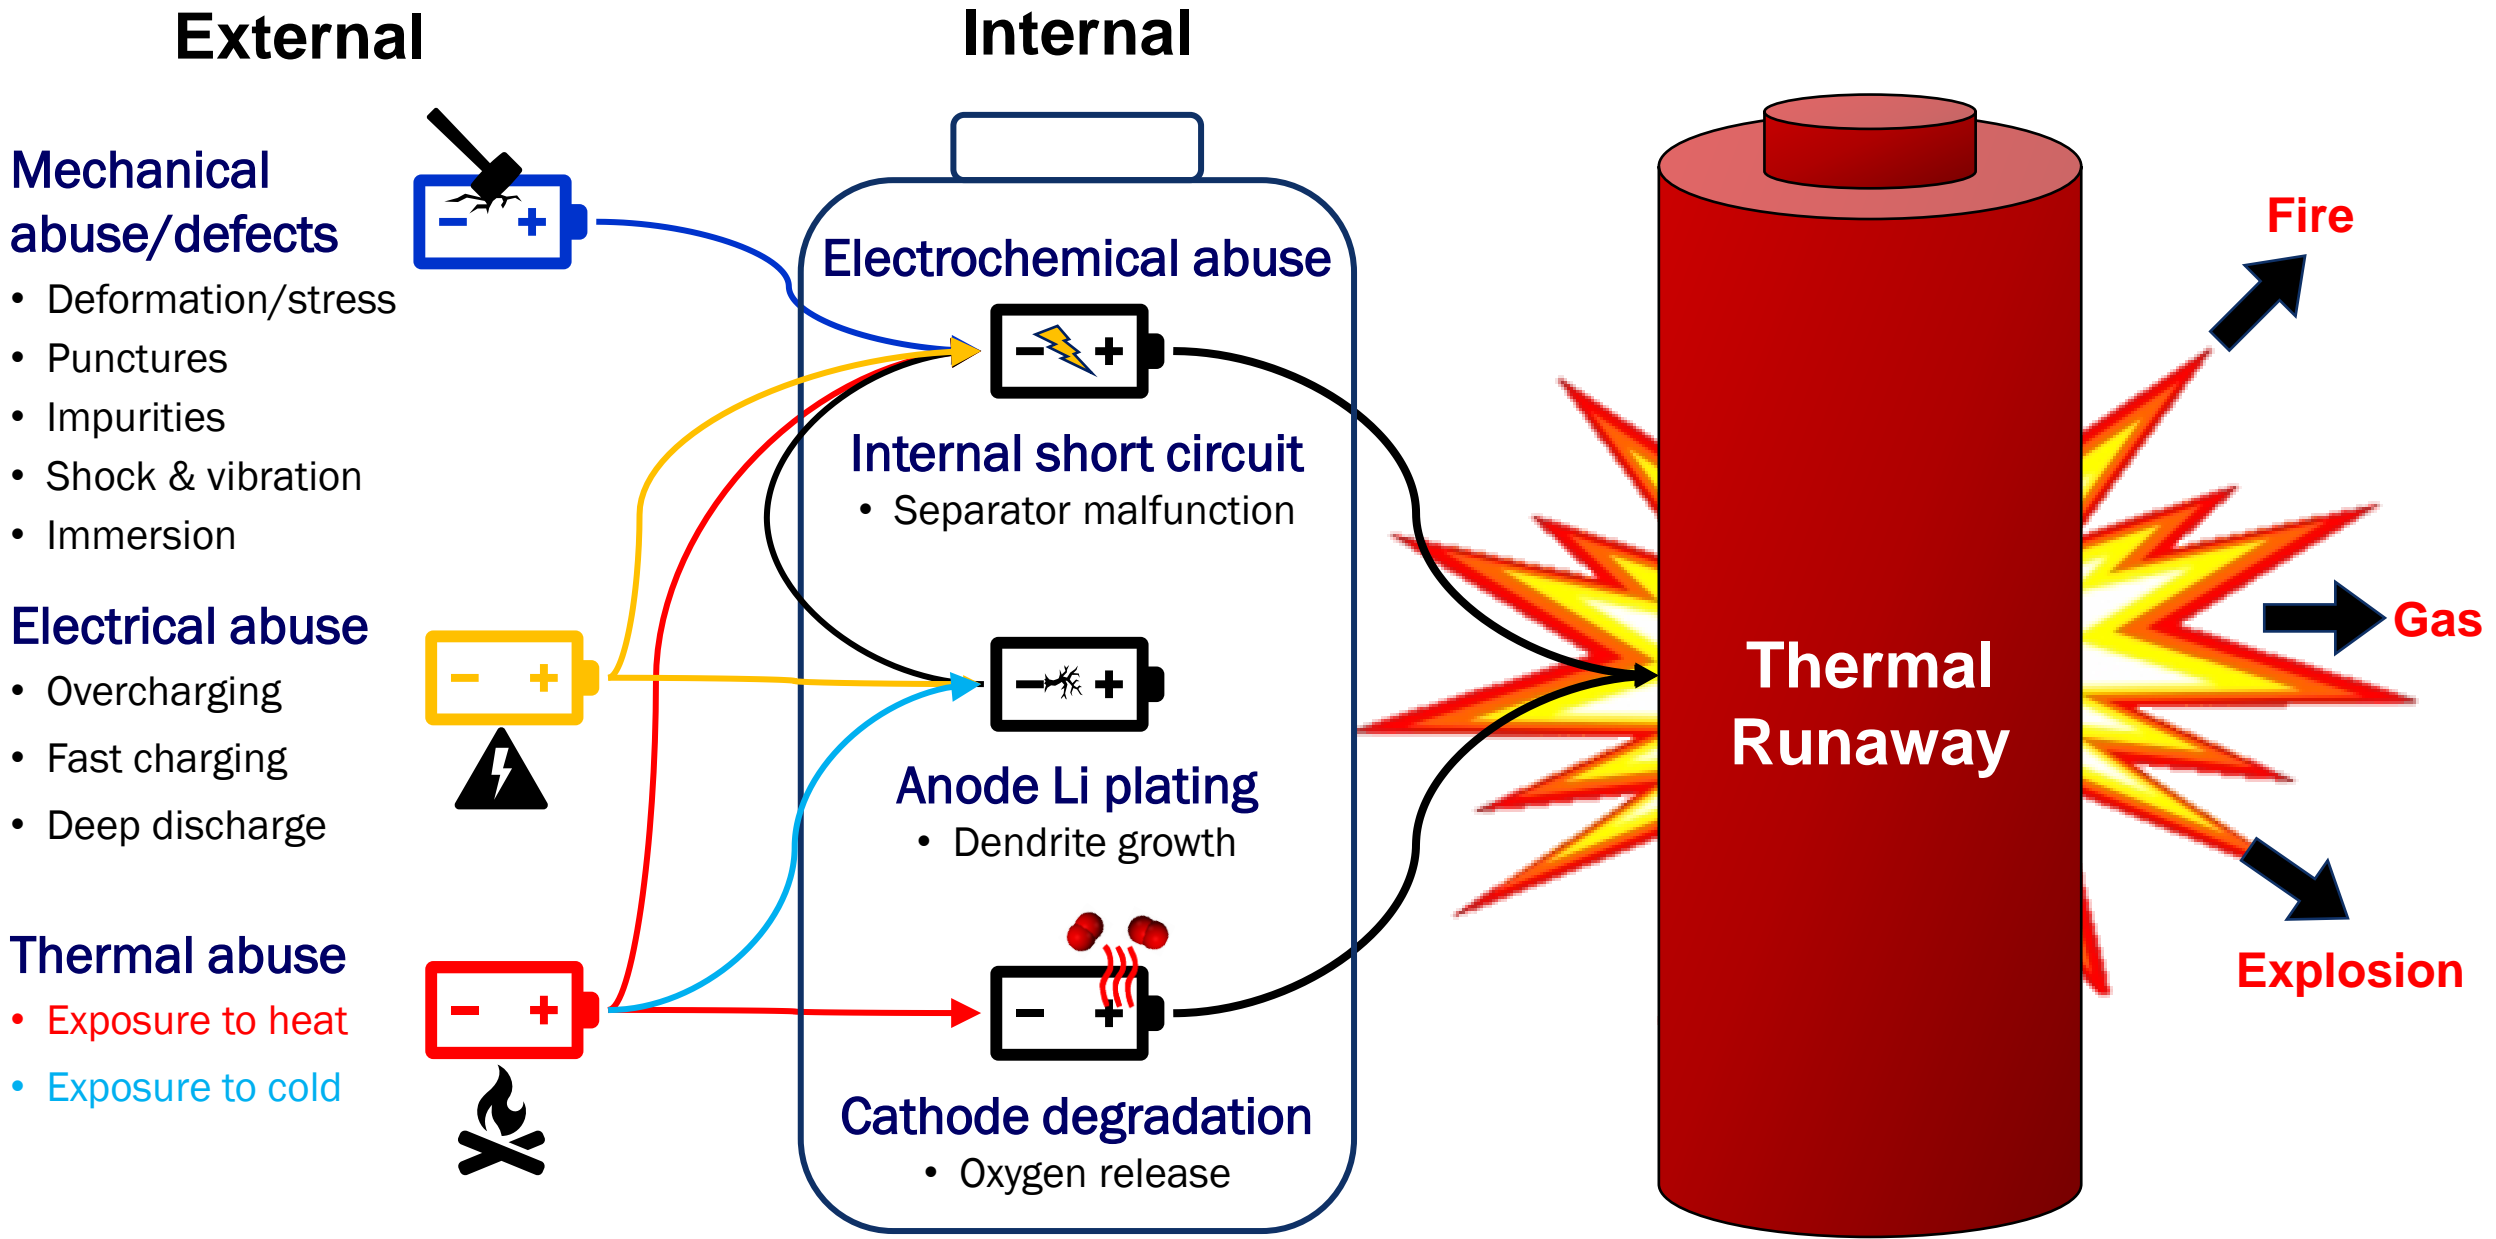 External
Mechanical
abuse/defects
• Deformation/stress
• Punctures
• Impurities
• Shock & vibration
• Immersion
Electrical abuse
• Overcharging
• Fast charging
• Deep discharge
Thermal abuse
• Exposure to heat
• Exposure to cold
Internal
Electrochemical abuse
Internal short circuit
• Separator malfunction
Anode Li plating
• Dendrite growth
Cathode degradation
• Oxygen release
Thermal
Runaway
Fire
Gas
Explosion